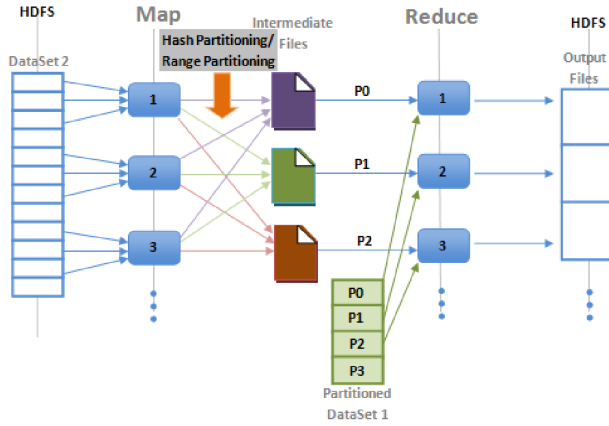 HDFS
Map
Intermediate
Files
Reduce
HDFS
DataSet 2
Hash Partitioning/
Range Partitioning
Output
Files
1
P0
1
2
P1
2
3
P2
3
P0
P1
P2
P3
Partitioned
DataSet 1